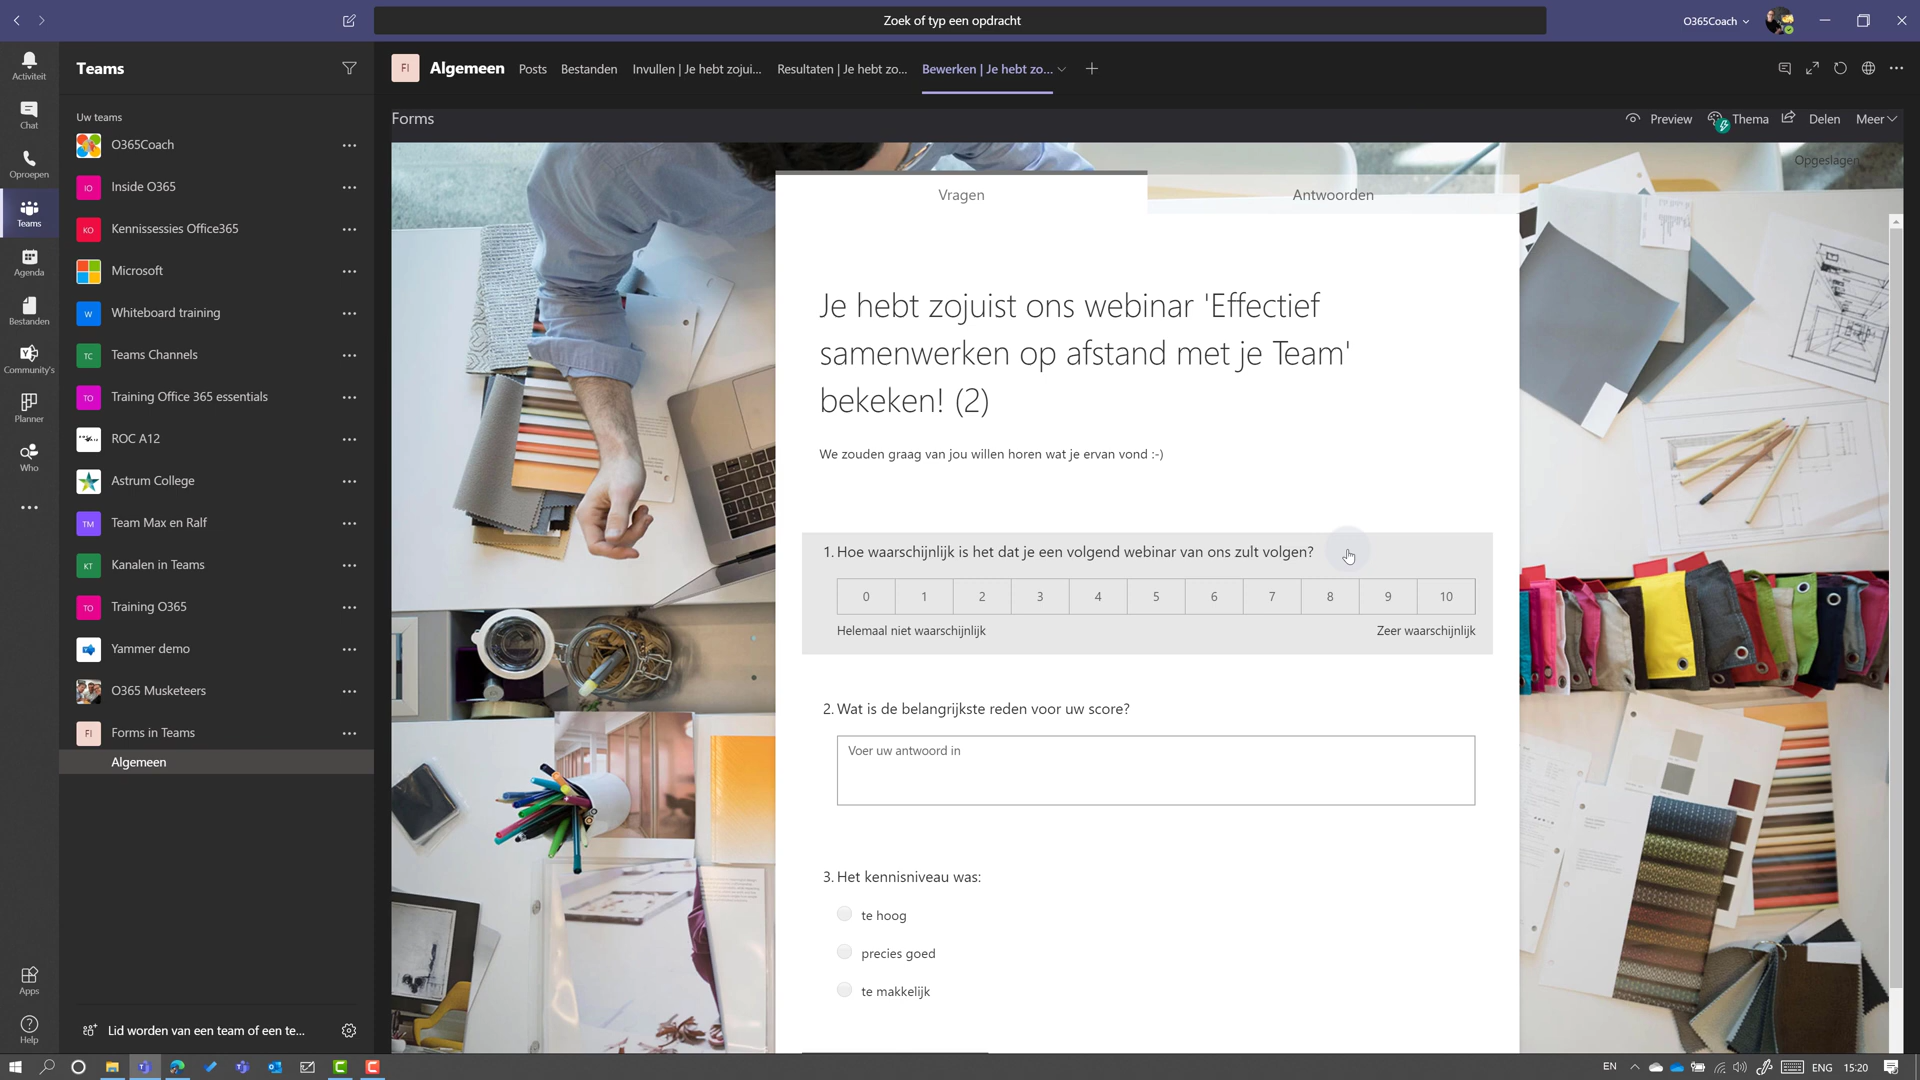 Zoek of typ een opdracht
O365Coach
Activiteit
Chat
Oproepen
Teams
Agenda
Bestanden
Community's
Planner
Who
Apps
Help
Teams
Uw teams
O365Coach
IO Inside O365
KO Kennissessies Office365
Microsoft
W Whiteboard training
TC Teams Channels
TO Training Office 365 essentials
ROC A12
Astrum College
TM Team Max en Ralf
KT Kanalen in Teams
TO Training O365
Yammer demo
O365 Musketeers
FI Forms in Teams
Algemeen
Lid worden van een team of een te...
FI Algemeen Posts Bestanden Invullen | Je hebt zojui... Resultaten | Je hebt zo... Bewerken | Je hebt zo...
Forms
Preview Thema Delen Meer
Opgeslagen
Vragen Antwoorden
Je hebt zojuist ons webinar 'Effectief
samenwerken op afstand met je Team'
bekeken! (2)
We zouden graag van jou willen horen wat je ervan vond :-)
1. Hoe waarschijnlijk is het dat je een volgend webinar van ons zult volgen?
0 1 2 3 4 5 6 7 8 9 10
Helemaal niet waarschijnlijk Zeer waarschijnlijk
2. Wat is de belangrijkste reden voor uw score?
Voer uw antwoord in
3. Het kennisniveau was:
te hoog
precies goed
te makkelijk
EN ENG 15:20